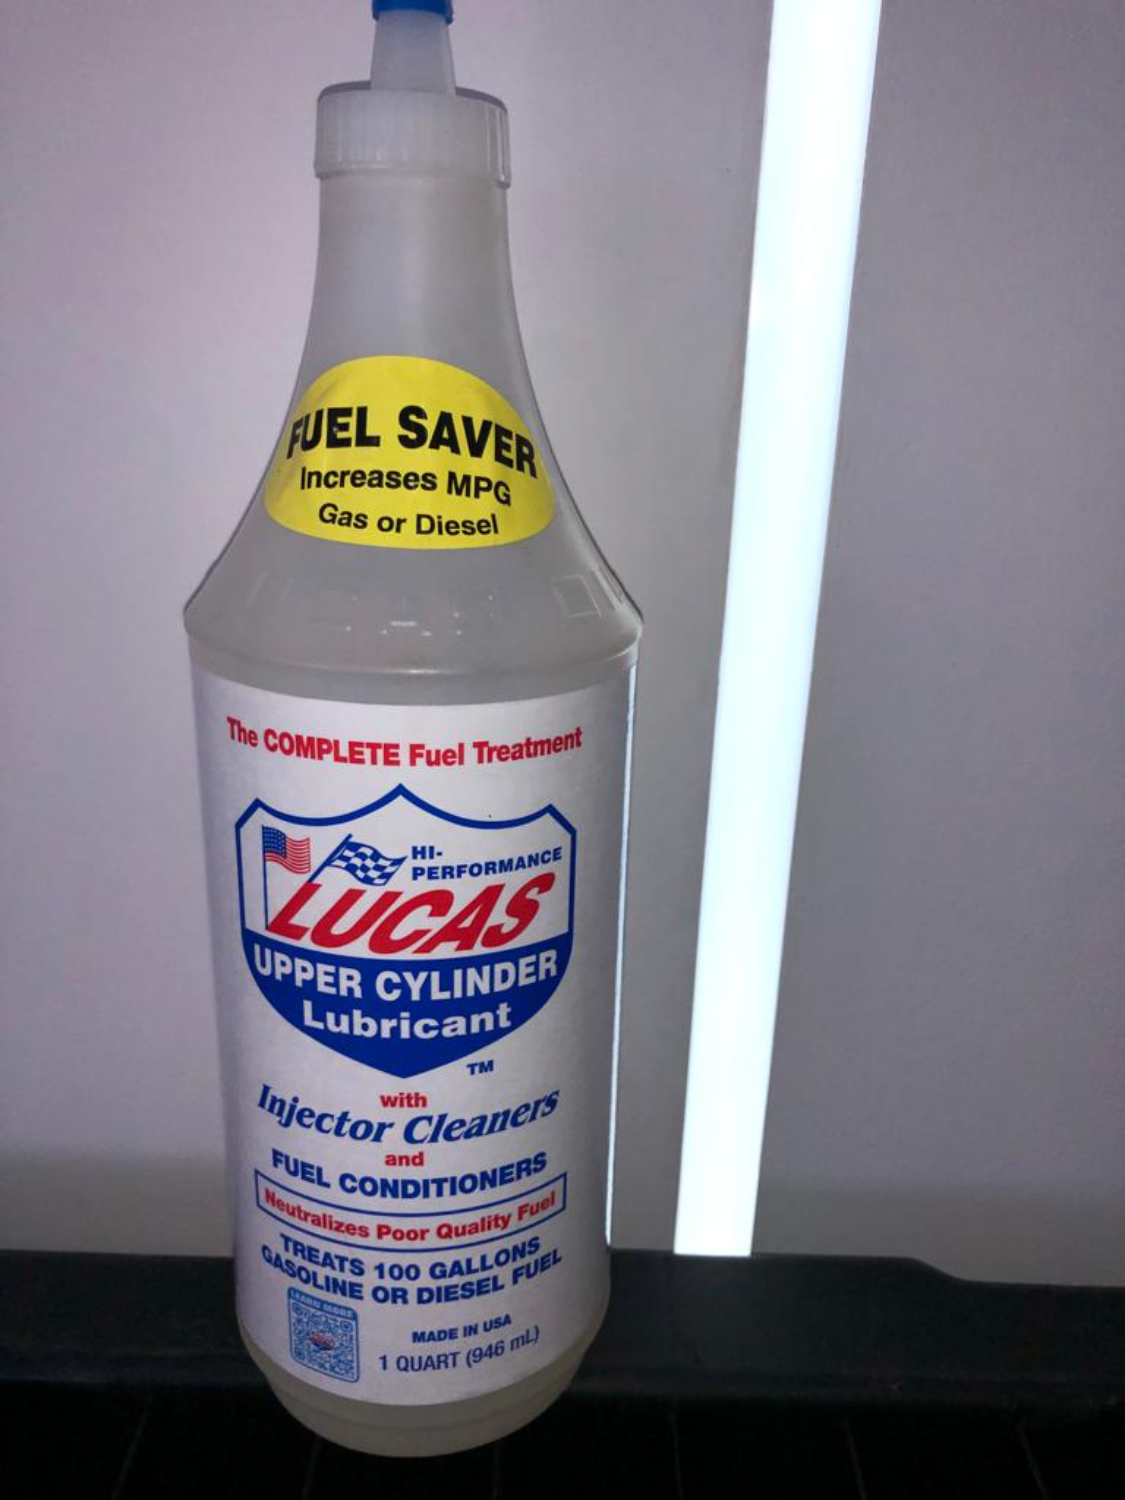 FUEL SAVER
Increases MPG
Gas or Diesel
The COMPLETE Fuel Treatment
HI-
PERFORMANCE
LUCAS
UPPER CYLINDER
Lubricant
TM
with
Injector Cleaners
and
FUEL CONDITIONERS
Neutralizes Poor Quality Fuel
TREATS 100 GALLONS
GASOLINE OR DIESEL FUEL
LEARN MORE
MADE IN USA
1 QUART (946 mL)